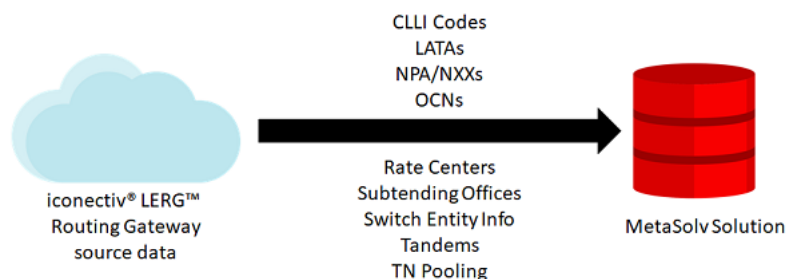 CLLI Codes
LATAs
NPA/NXXs
OCNs
iconectiv® LERG™
Routing Gateway
source data
Rate Centers
Subtending Offices
Switch Entity Info
Tandems
TN Pooling
MetaSolv Solution